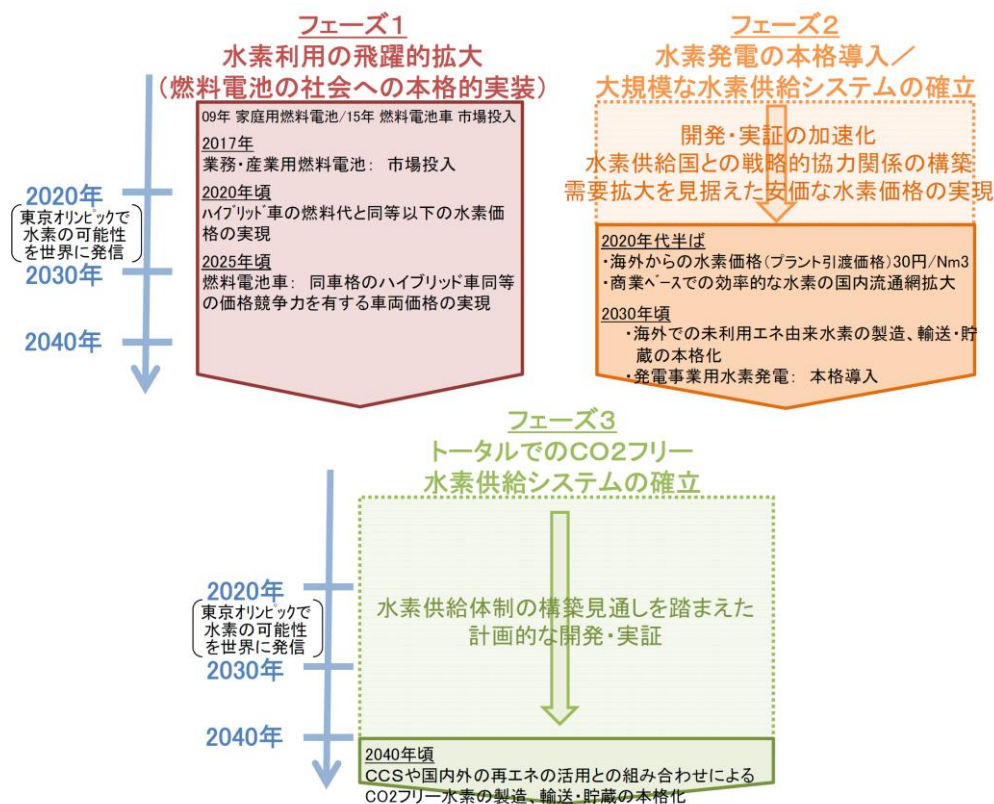 フェーズ1
水素利用の飛躍的拡大
(燃料電池の社会への本格的実装)
09年 家庭用燃料電池/15年 燃料電池車 市場投入
2017年
業務・産業用燃料電池: 市場投入
2020年頃
ハイブリッド車の燃料代と同等以下の水素価
格の実現
2025年頃
燃料電池車: 同車格のハイブリッド車同等
の価格競争力を有する車両価格の実現
2020年
東京オリンピックで
水素の可能性
を世界に発信
2030年
2040年
フェーズ2
水素発電の本格導入/
大規模な水素供給システムの確立
開発・実証の加速化
水素供給国との戦略的協力関係の構築
需要拡大を見据えた安価な水素価格の実現
2020年代半ば
・海外からの水素価格(プラント引渡価格)30円/Nm3
・商業ベースでの効率的な水素の国内流通網拡大
2030年頃
・海外での未利用エネ由来水素の製造、輸送・貯
蔵の本格化
・発電事業用水素発電: 本格導入
フェーズ3
トータルでのCO2フリー
水素供給システムの確立
2020年
東京オリンピックで
水素の可能性
を世界に発信
2030年
2040年
水素供給体制の構築見通しを踏まえた
計画的な開発・実証
2040年頃
CCSや国内外の再エネの活用との組み合わせによる
CO2フリー水素の製造、輸送・貯蔵の本格化